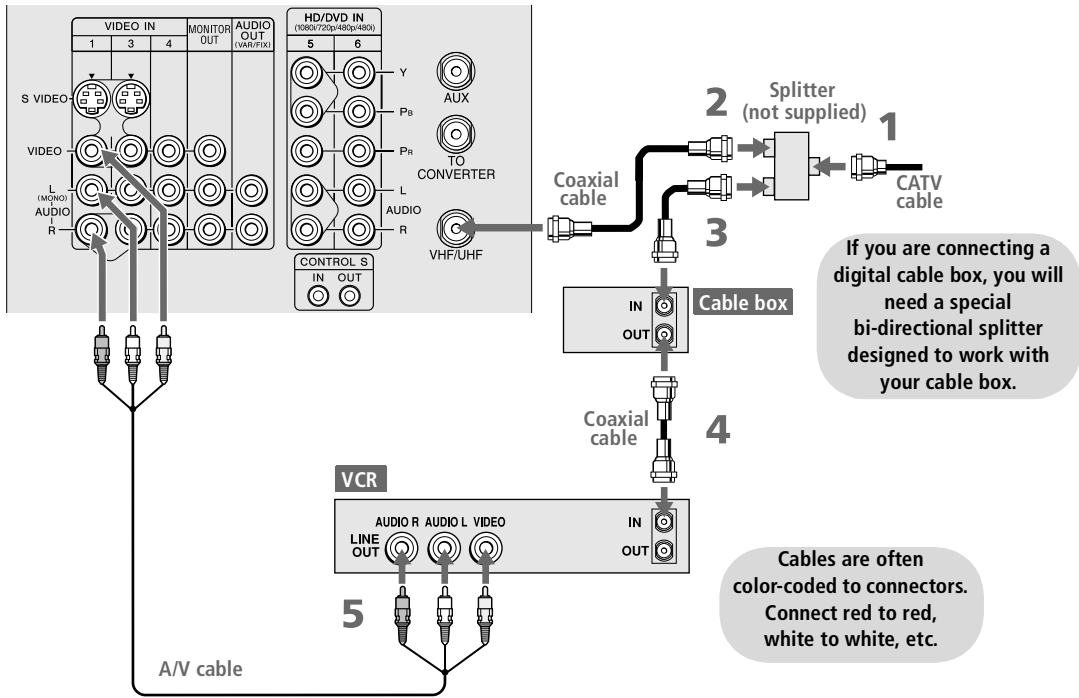 VIDEO IN
1 3 4
MONITOR
OUT
AUDIO
OUT
(VAR/FIX)
HD/DVD IN
(1080i/720p/480p/480i)
5 6
S VIDEO
VIDEO
L
(MONO)
AUDIO
R
Y
PB
PR
L
AUDIO
R
AUX
TO
CONVERTER
VHF/UHF
CONTROL S
IN OUT
2
Splitter
(not supplied)
1
Coaxial
cable
CATV
cable
3
If you are connecting a
digital cable box, you will
need a special
bi-directional splitter
designed to work with
your cable box.
IN
OUT
Cable box
Coaxial
cable
4
VCR
AUDIO R AUDIO L VIDEO
LINE
OUT
IN
OUT
5
Cables are often
color-coded to connectors.
Connect red to red,
white to white, etc.
A/V cable